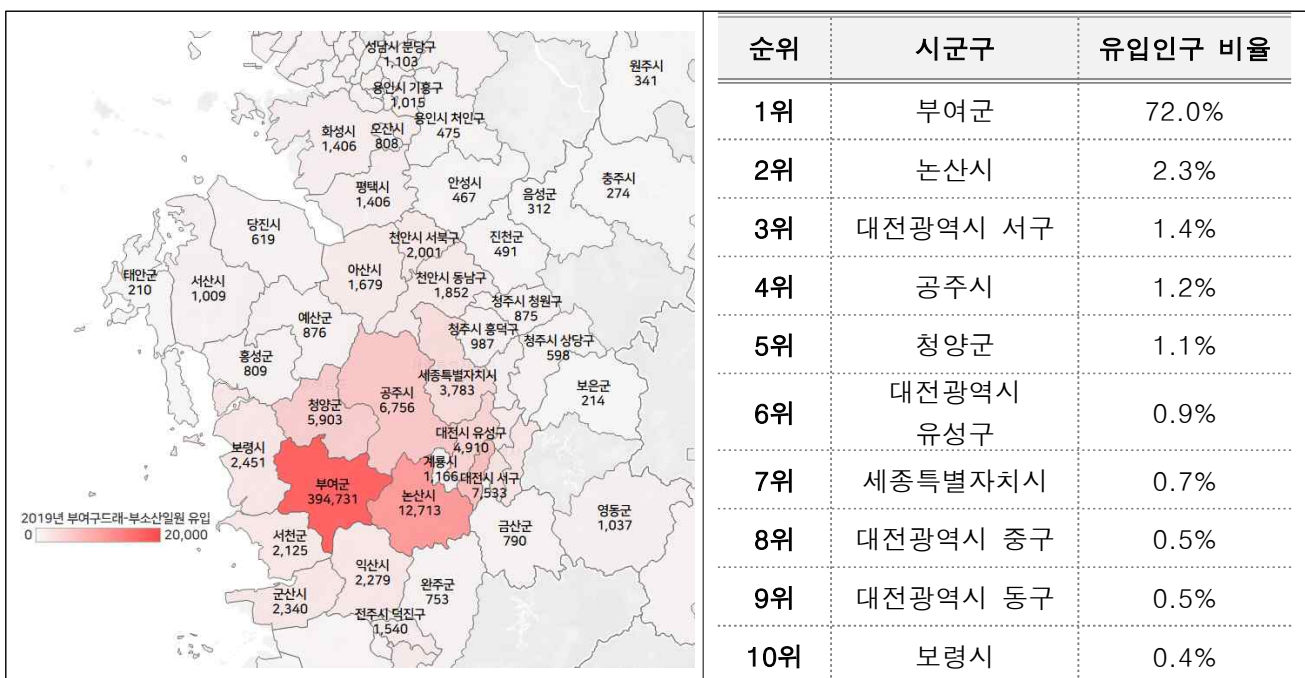 성남시 분당구
1,103
원주시
341
용인시 기흥구
1,015
용인시 처인구
475
화성시
1,406
오산시
808
평택시
1,406
안성시
467
음성군
312
충주시
274
당진시
619
천안시 서북구
2,001
진천군
491
태안군
210
서산시
1,009
아산시
1,679
천안시 동남구
1,852
청주시 청원구
875
예산군
876
청주시 흥덕구
987
청주시 상당구
598
홍성군
809
세종특별자치시
3,783
보은군
214
공주시
6,756
청양군
5,903
대전시 유성구
4,910
보령시
2,451
계룡시
1,166
대전시 서구
7,533
부여군
394,731
논산시
12,713
영동군
1,037
금산군
790
2019년 부여구드래-부소산일원 유입
0 20,000
서천군
2,125
익산시
2,279
완주군
753
군산시
2,340
전주시 덕진구
1,540
순위 시군구 유입인구 비율
1위 부여군 72.0%
2위 논산시 2.3%
3위 대전광역시 서구 1.4%
4위 공주시 1.2%
5위 청양군 1.1%
6위 대전광역시 0.9%
유성구
7위 세종특별자치시 0.7%
8위 대전광역시 중구 0.5%
9위 대전광역시 동구 0.5%
10위 보령시 0.4%